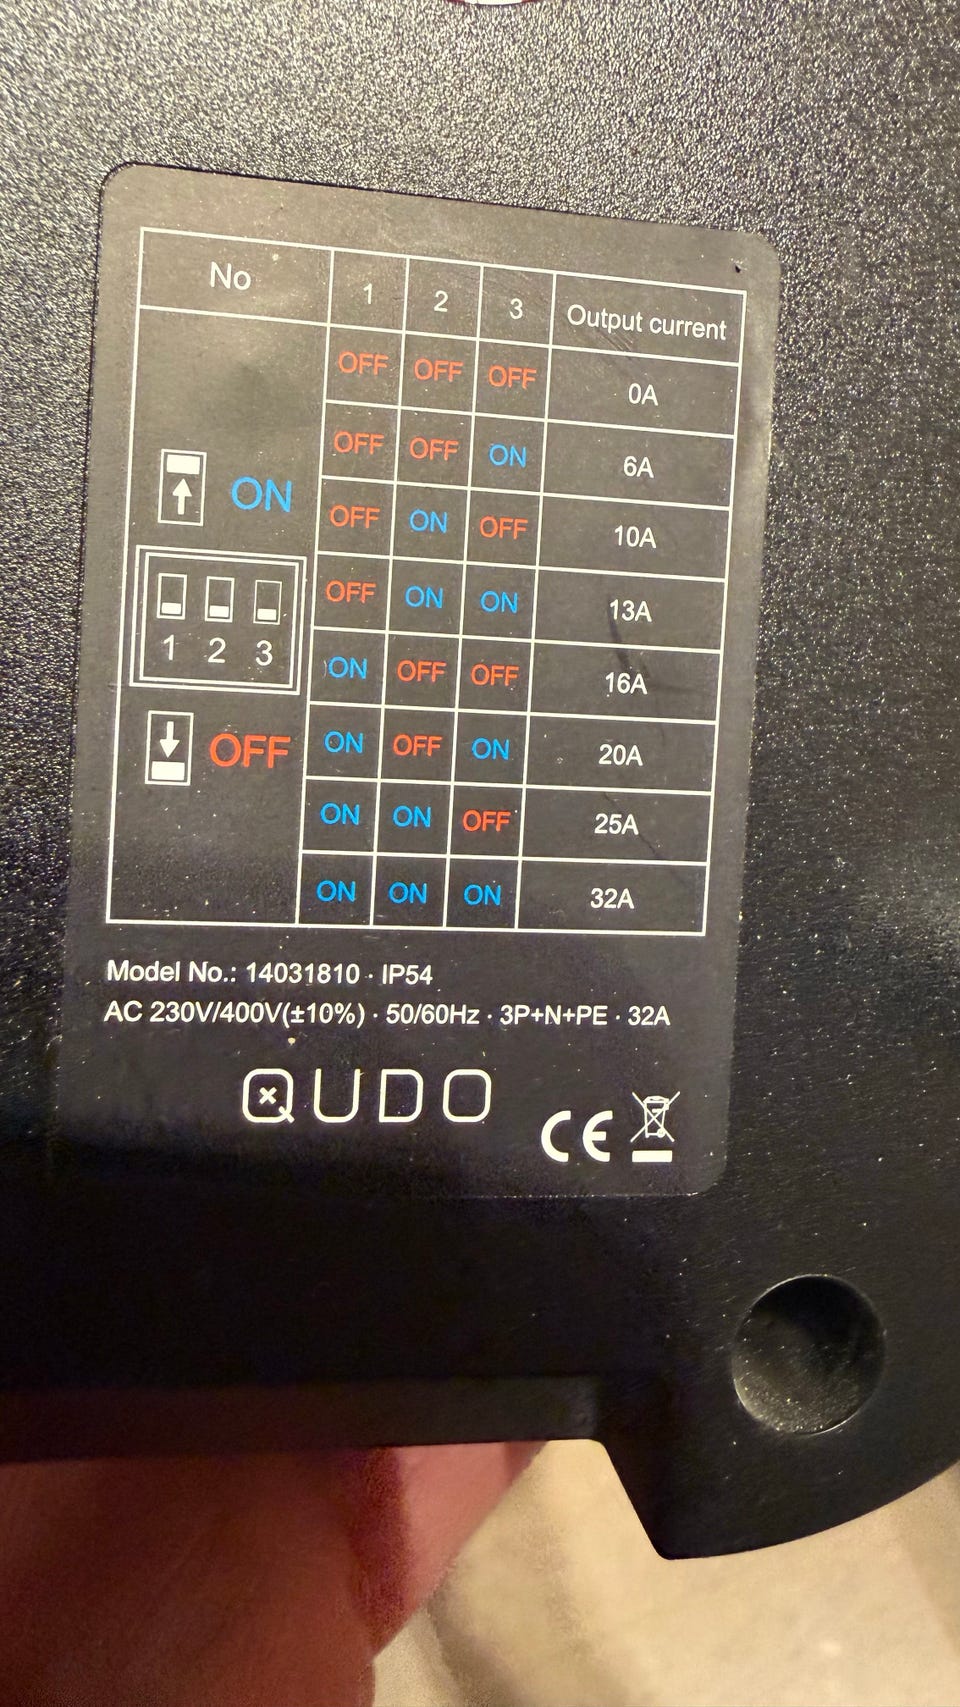 No 1 2 3 Output current
OFF OFF OFF 0A
OFF OFF ON 6A
OFF ON OFF 10A
OFF ON ON 13A
ON OFF OFF 16A
ON OFF ON 20A
ON ON OFF 25A
ON ON ON 32A
ON
1 2 3
OFF
Model No.: 14031810 · IP54
AC 230V/400V(±10%) · 50/60Hz · 3P+N+PE · 32A
QUDO
CE